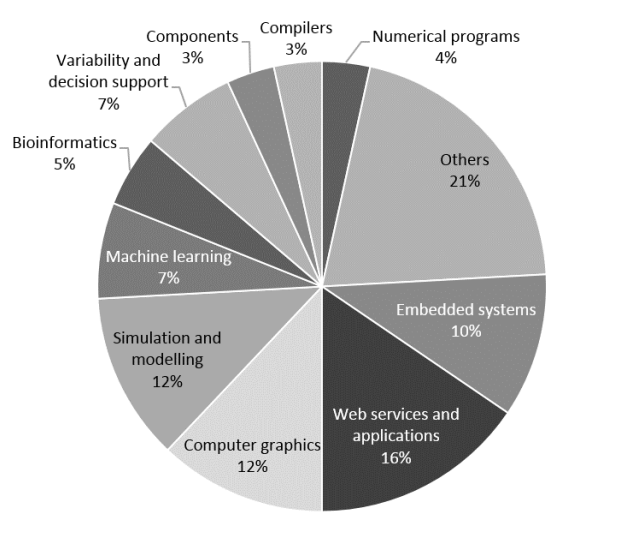 Compilers
3%
Numerical programs
4%
Components
3%
Variability and
decision support
7%
Bioinformatics
5%
Others
21%
Machine learning
7%
Embedded systems
10%
Simulation and
modelling
12%
Web services and
applications
16%
Computer graphics
12%